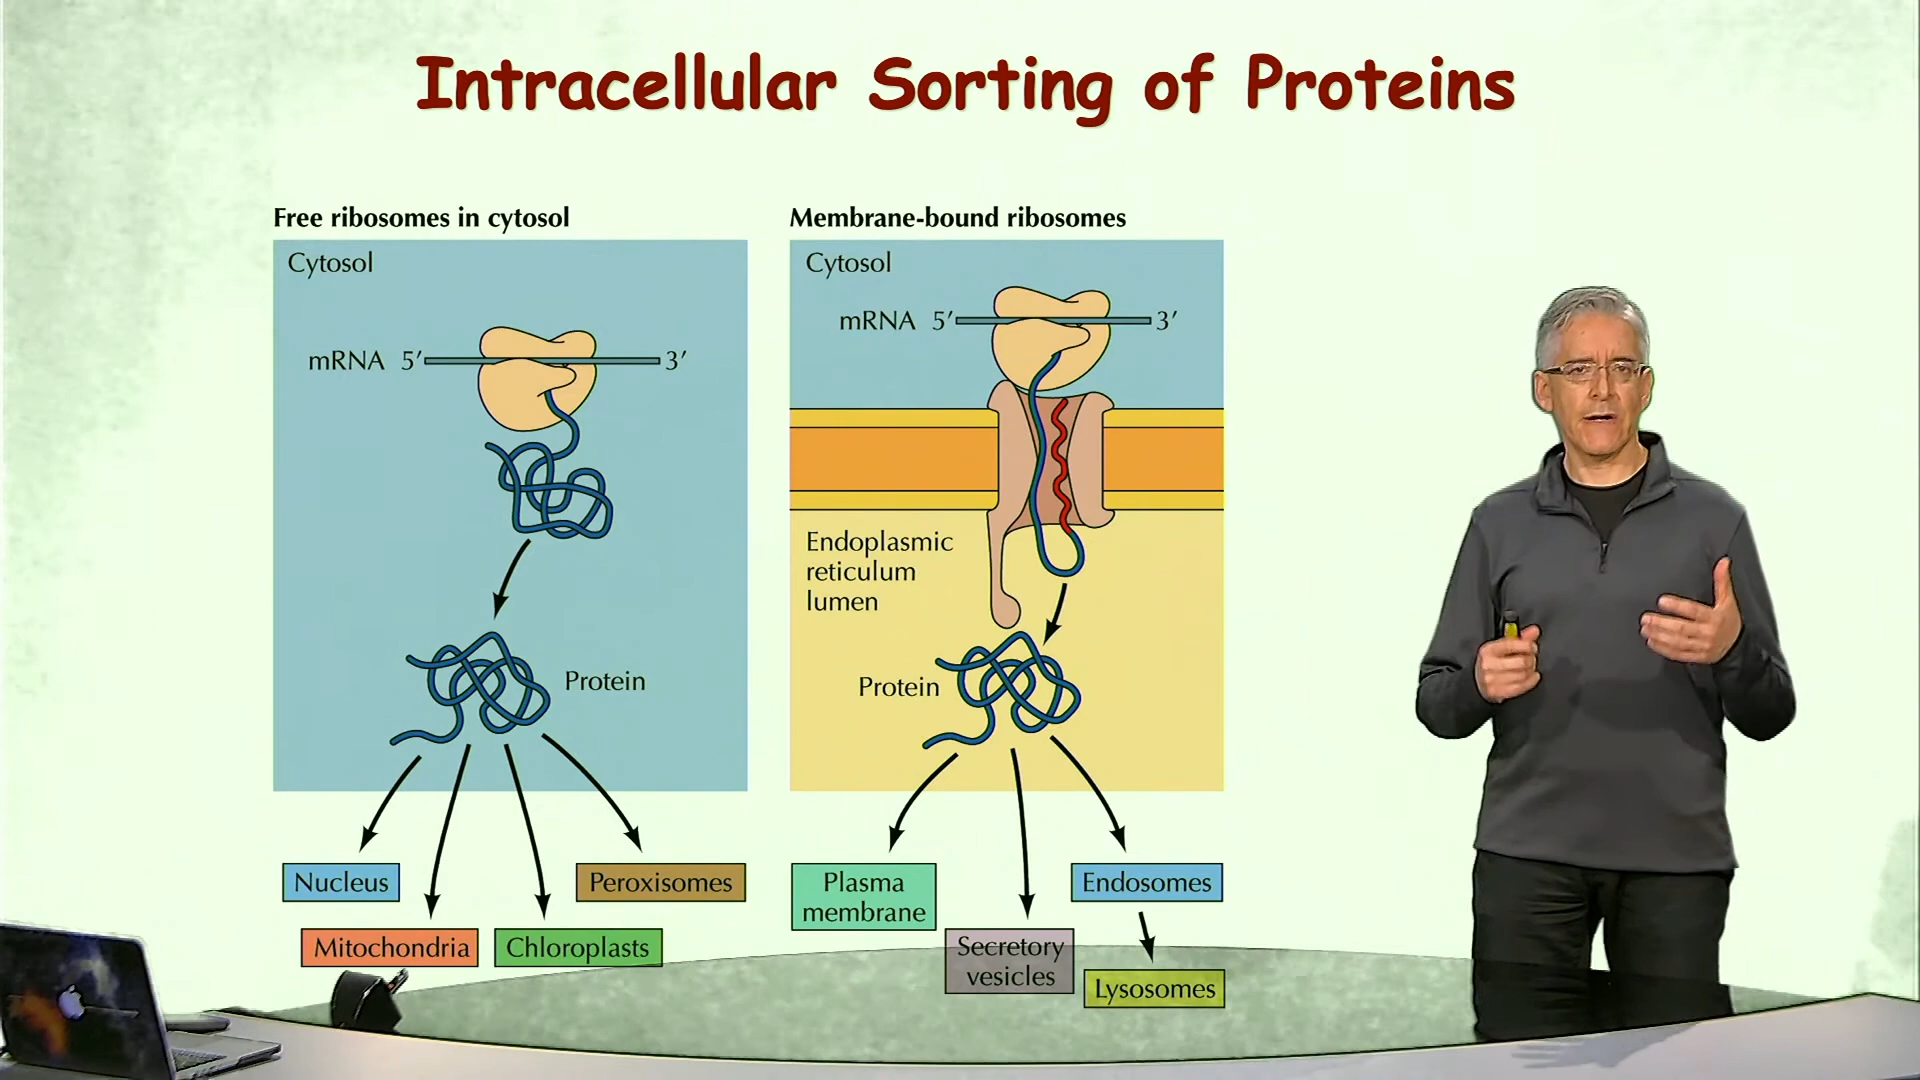 Intracellular Sorting of Proteins
Free ribosomes in cytosol
Cytosol
mRNA 5′ 3′
Protein
Nucleus
Peroxisomes
Mitochondria
Chloroplasts
Membrane-bound ribosomes
Cytosol
mRNA 5′ 3′
Endoplasmic
reticulum
lumen
Protein
Plasma
membrane
Endosomes
Secretory
vesicles
Lysosomes